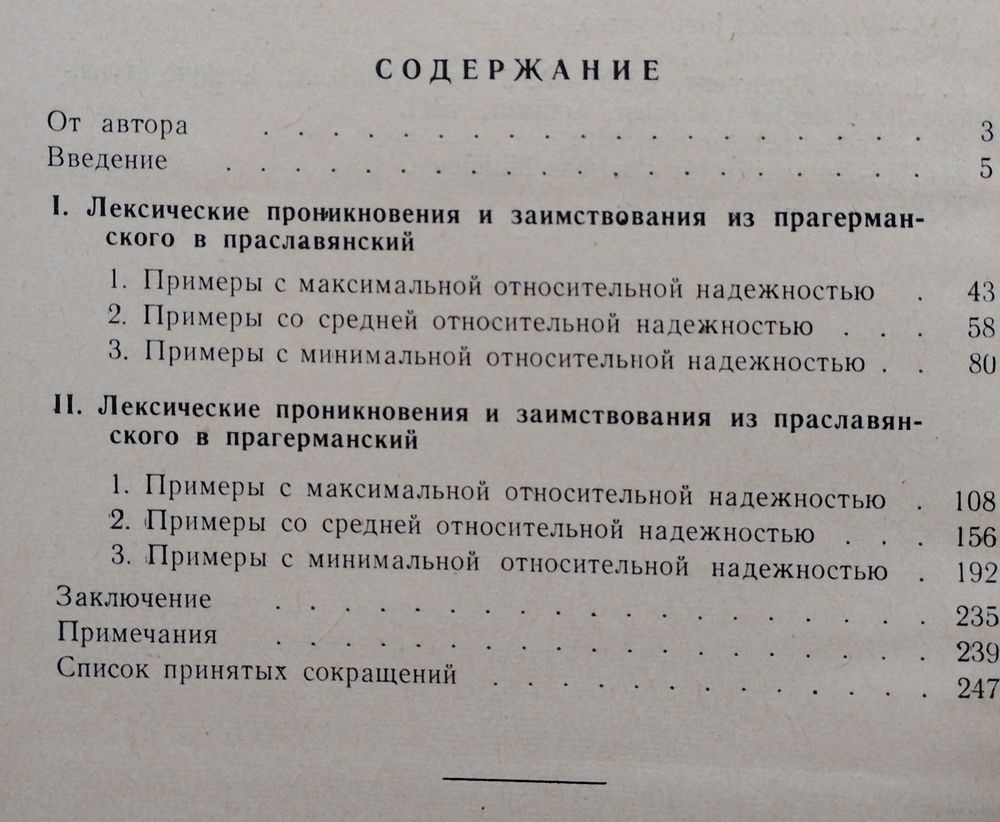 СОДЕРЖАНИЕ
От автора . . . . . . . . . . . . . . . . . . . 3
Введение . . . . . . . . . . . . . . . . . . . . 5
I. Лексические проникновения и заимствования из прагерман-
ского в праславянский
1. Примеры с максимальной относительной надежностью . 43
2. Примеры со средней относительной надежностью . . . 58
3. Примеры с минимальной относительной надежностью . . 80
II. Лексические проникновения и заимствования из праславян-
ского в прагерманский
1. Примеры с максимальной относительной надежностью . 108
2. Примеры со средней относительной надежностью . . . 156
3. Примеры с минимальной относительной надежностью . 192
Заключение . . . . . . . . . . . . . . . . . . . 235
Примечания . . . . . . . . . . . . . . . . . . . 239
Список принятых сокращений . . . . . . . . . . . . . 247